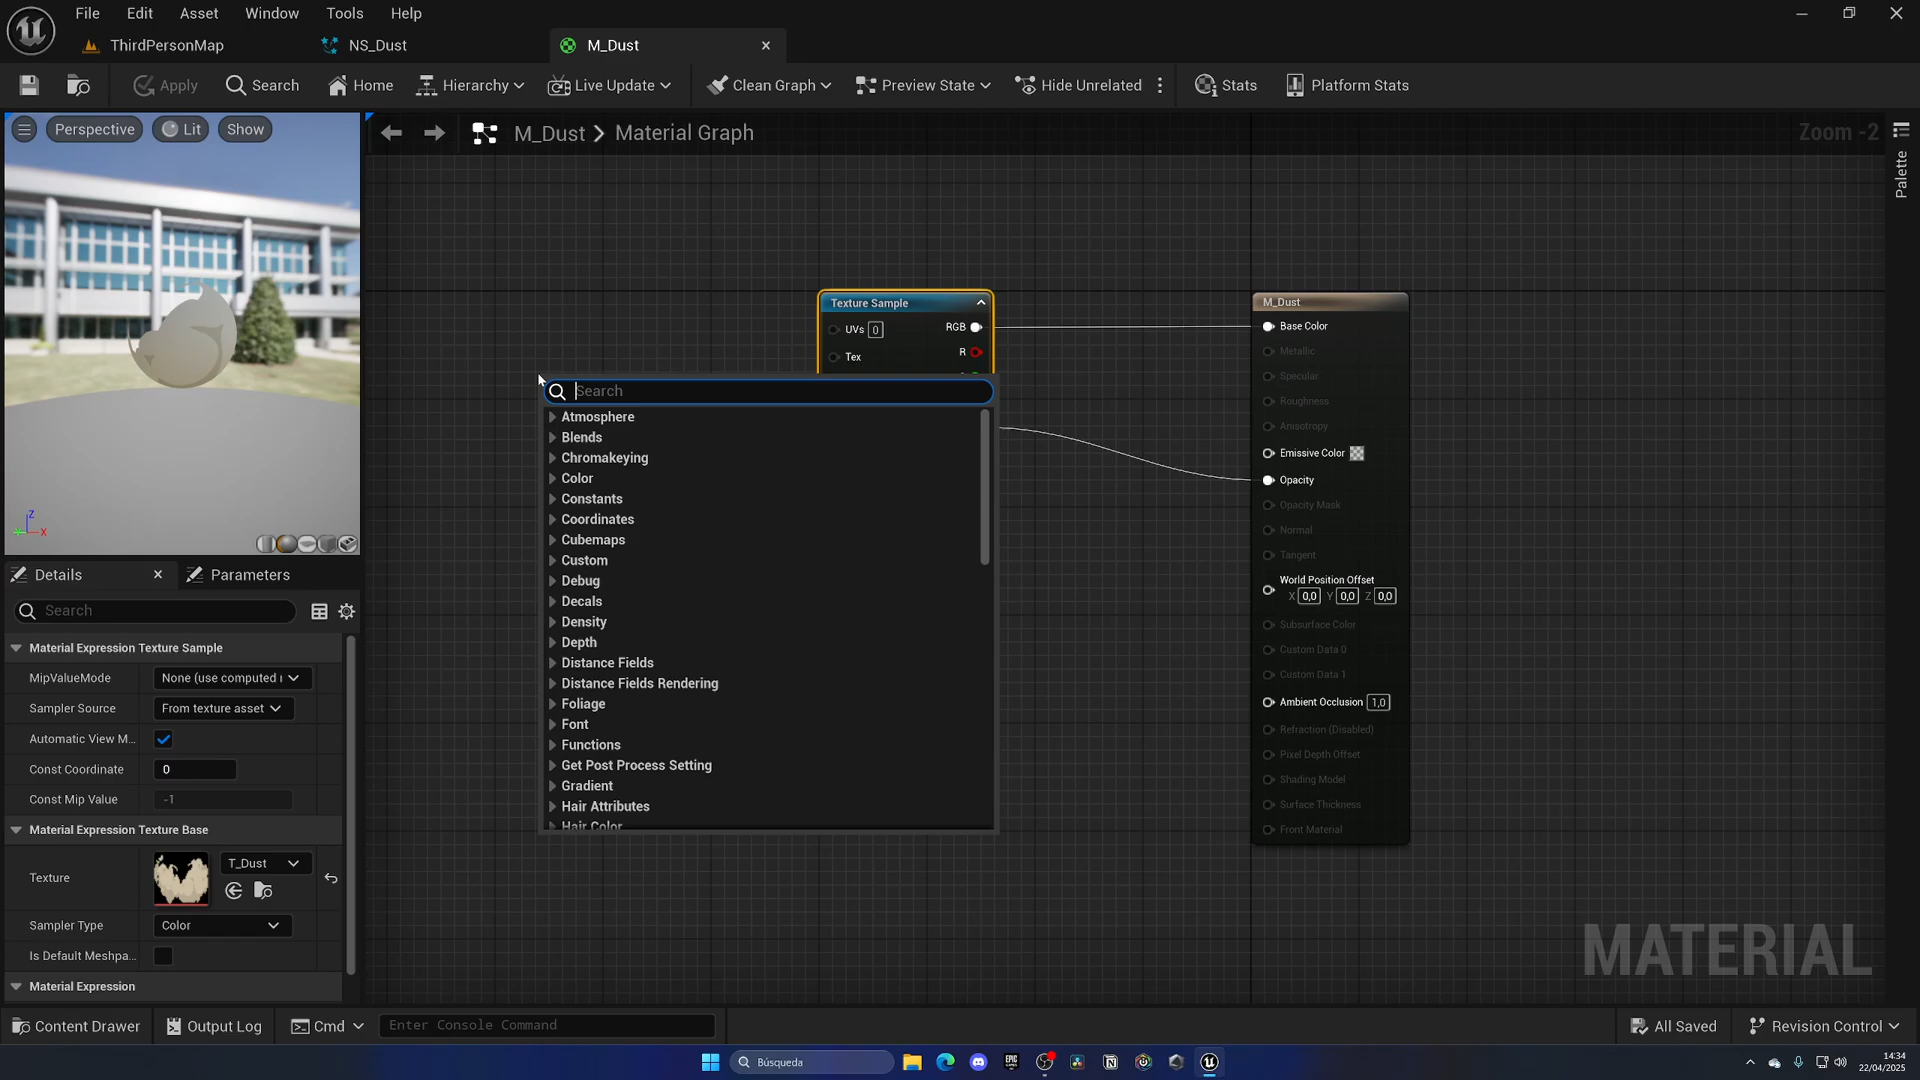 File Edit Asset Window Tools Help
ThirdPersonMap NS_Dust M_Dust
Apply Search Home Hierarchy Live Update Clean Graph Preview State Hide Unrelated Stats Platform Stats
Perspective Lit Show
M_Dust > Material Graph
Zoom -2
Palette
Texture Sample
UVs 0 RGB
Tex R
Search
Atmosphere
Blends
Chromakeying
Color
Constants
Coordinates
Cubemaps
Custom
Debug
Decals
Density
Depth
Distance Fields
Distance Fields Rendering
Foliage
Font
Functions
Get Post Process Setting
Gradient
Hair Attributes
Hair Color
M_Dust
Base Color
Metallic
Specular
Roughness
Anisotropy
Emissive Color
Opacity
Opacity Mask
Normal
Tangent
World Position Offset
X 0,0 Y 0,0 Z 0,0
Subsurface Color
Custom Data 0
Custom Data 1
Ambient Occlusion 1,0
Refraction (Disabled)
Pixel Depth Offset
Shading Model
Surface Thickness
Front Material
MATERIAL
Z
X
Details Parameters
Search
Material Expression Texture Sample
MipValueMode None (use computed
Sampler Source From texture asset
Automatic View M...
Const Coordinate 0
Const Mip Value -1
Material Expression Texture Base
Texture T_Dust
Sampler Type Color
Is Default Meshpa...
Material Expression
Content Drawer Output Log Cmd Enter Console Command All Saved Revision Control
Búsqueda
EPIC GAMES
14:34
22/04/2025